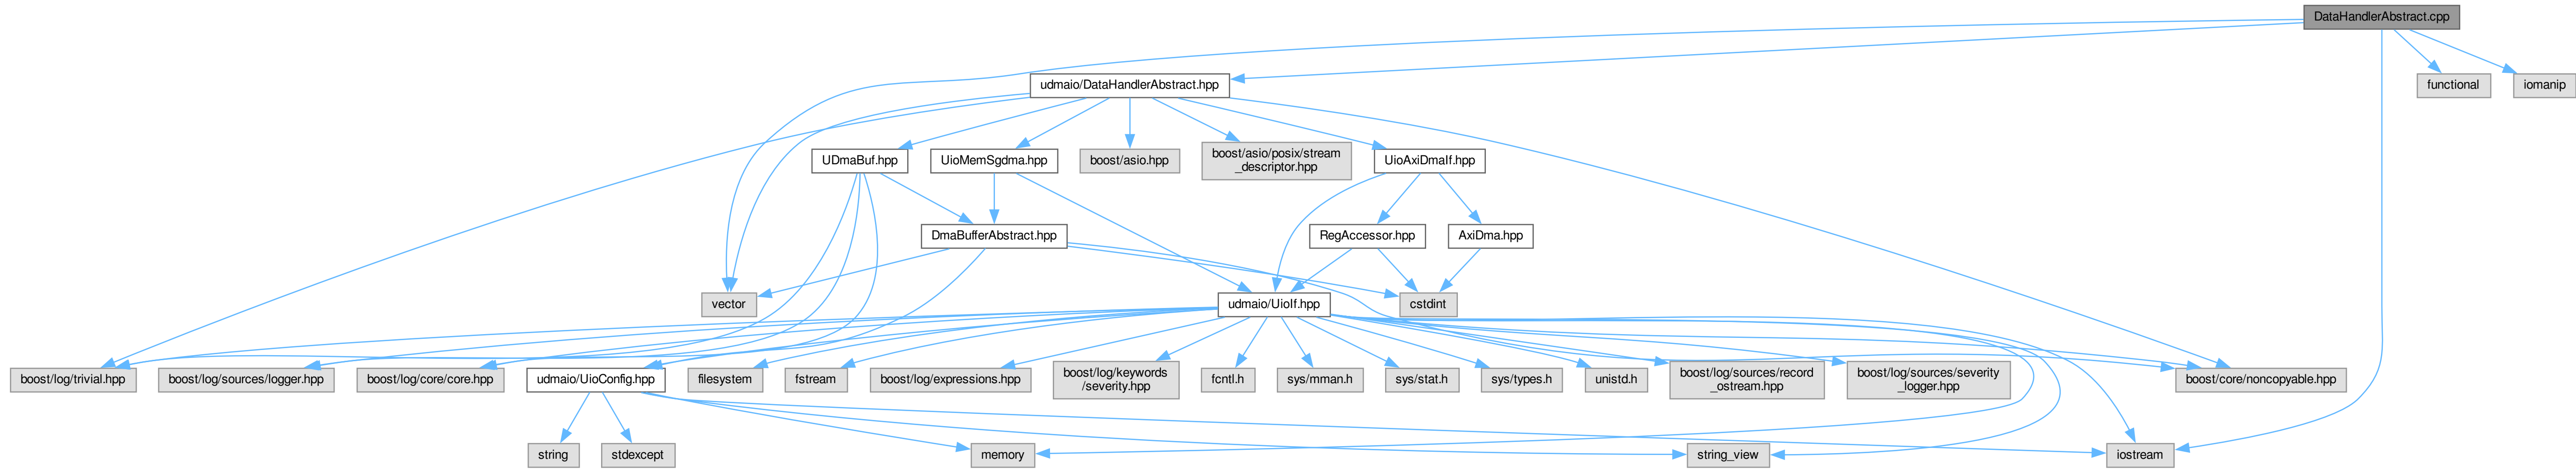 DataHandlerAbstract.cpp
udmaio/DataHandlerAbstract.hpp
functional
iomanip
UDmaBuf.hpp
UioMemSgdma.hpp
boost/asio.hpp
boost/asio/posix/stream
_descriptor.hpp
UioAxiDmaIf.hpp
DmaBufferAbstract.hpp
RegAccessor.hpp
AxiDma.hpp
vector
udmaio/UioIf.hpp
cstdint
boost/log/trivial.hpp
boost/log/sources/logger.hpp
boost/log/core/core.hpp
udmaio/UioConfig.hpp
filesystem
fstream
boost/log/expressions.hpp
boost/log/keywords
/severity.hpp
fcntl.h
sys/mman.h
sys/stat.h
sys/types.h
unistd.h
boost/log/sources/record
_ostream.hpp
boost/log/sources/severity
_logger.hpp
boost/core/noncopyable.hpp
string
stdexcept
memory
string_view
iostream